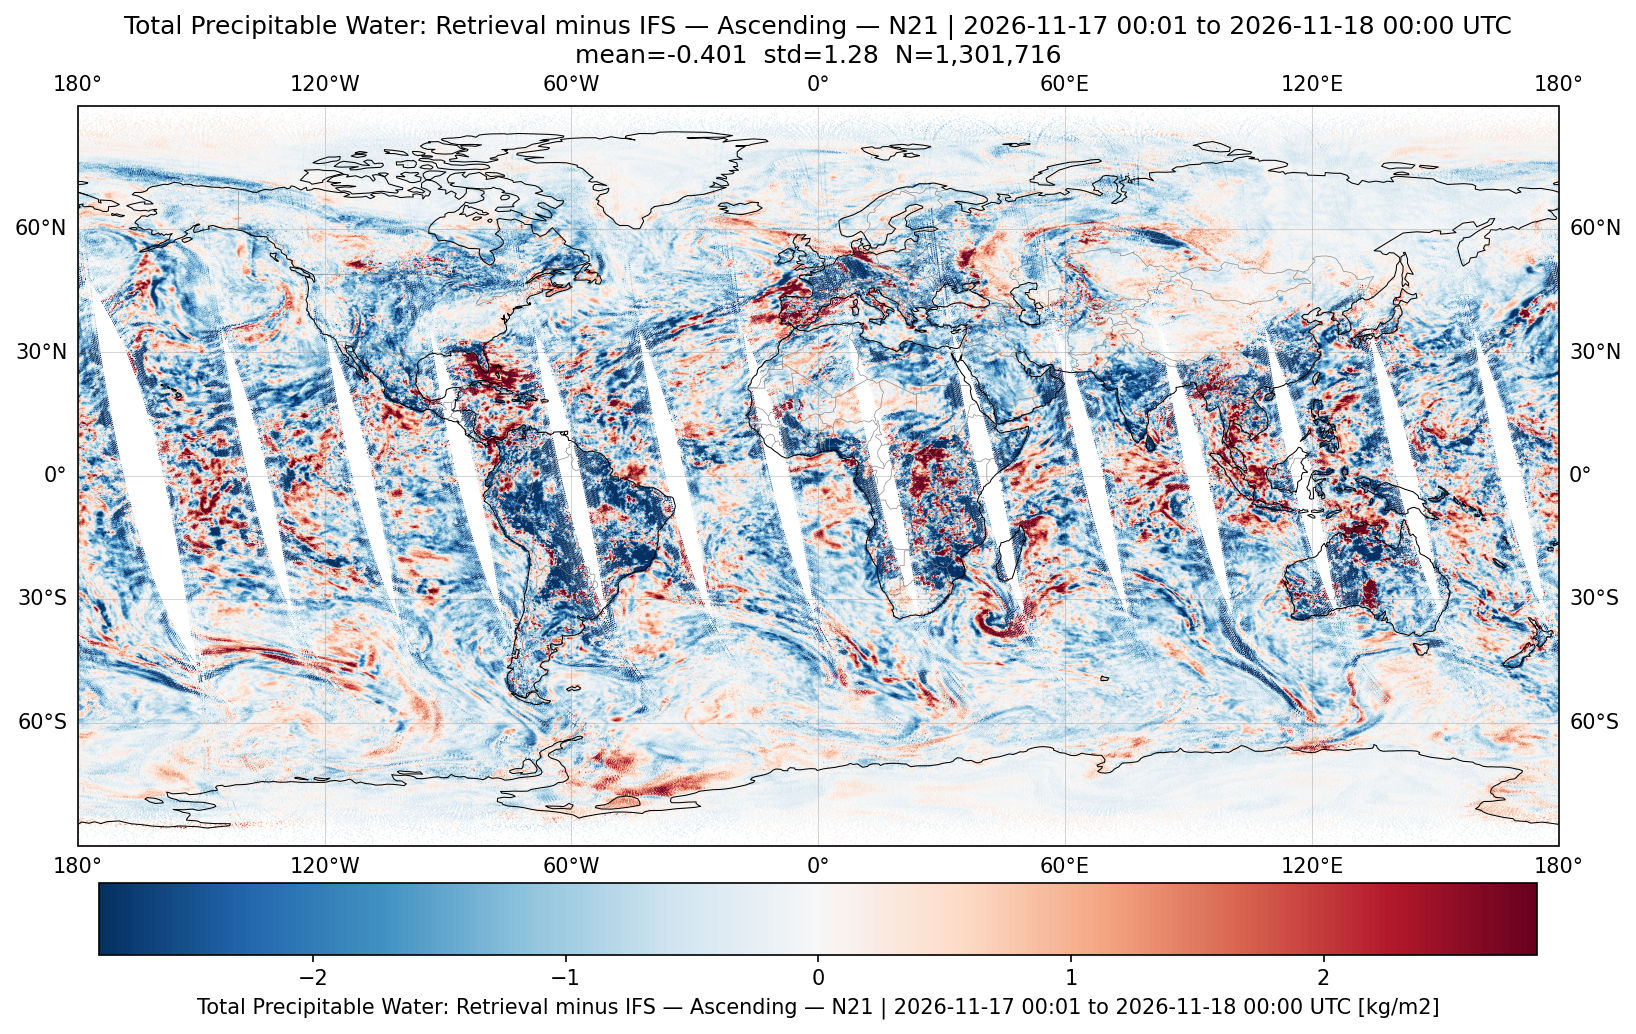 Total Precipitable Water: Retrieval minus IFS — Ascending — N21 | 2026-11-17 00:01 to 2026-11-18 00:00 UTC
mean=-0.401  std=1.28  N=1,301,716
180° 120°W 60°W 0° 60°E 120°E 180°
60°N 60°N
30°N 30°N
0° 0°
30°S 30°S
60°S 60°S
180° 120°W 60°W 0° 60°E 120°E 180°
−2 −1 0 1 2
Total Precipitable Water: Retrieval minus IFS — Ascending — N21 | 2026-11-17 00:01 to 2026-11-18 00:00 UTC [kg/m2]